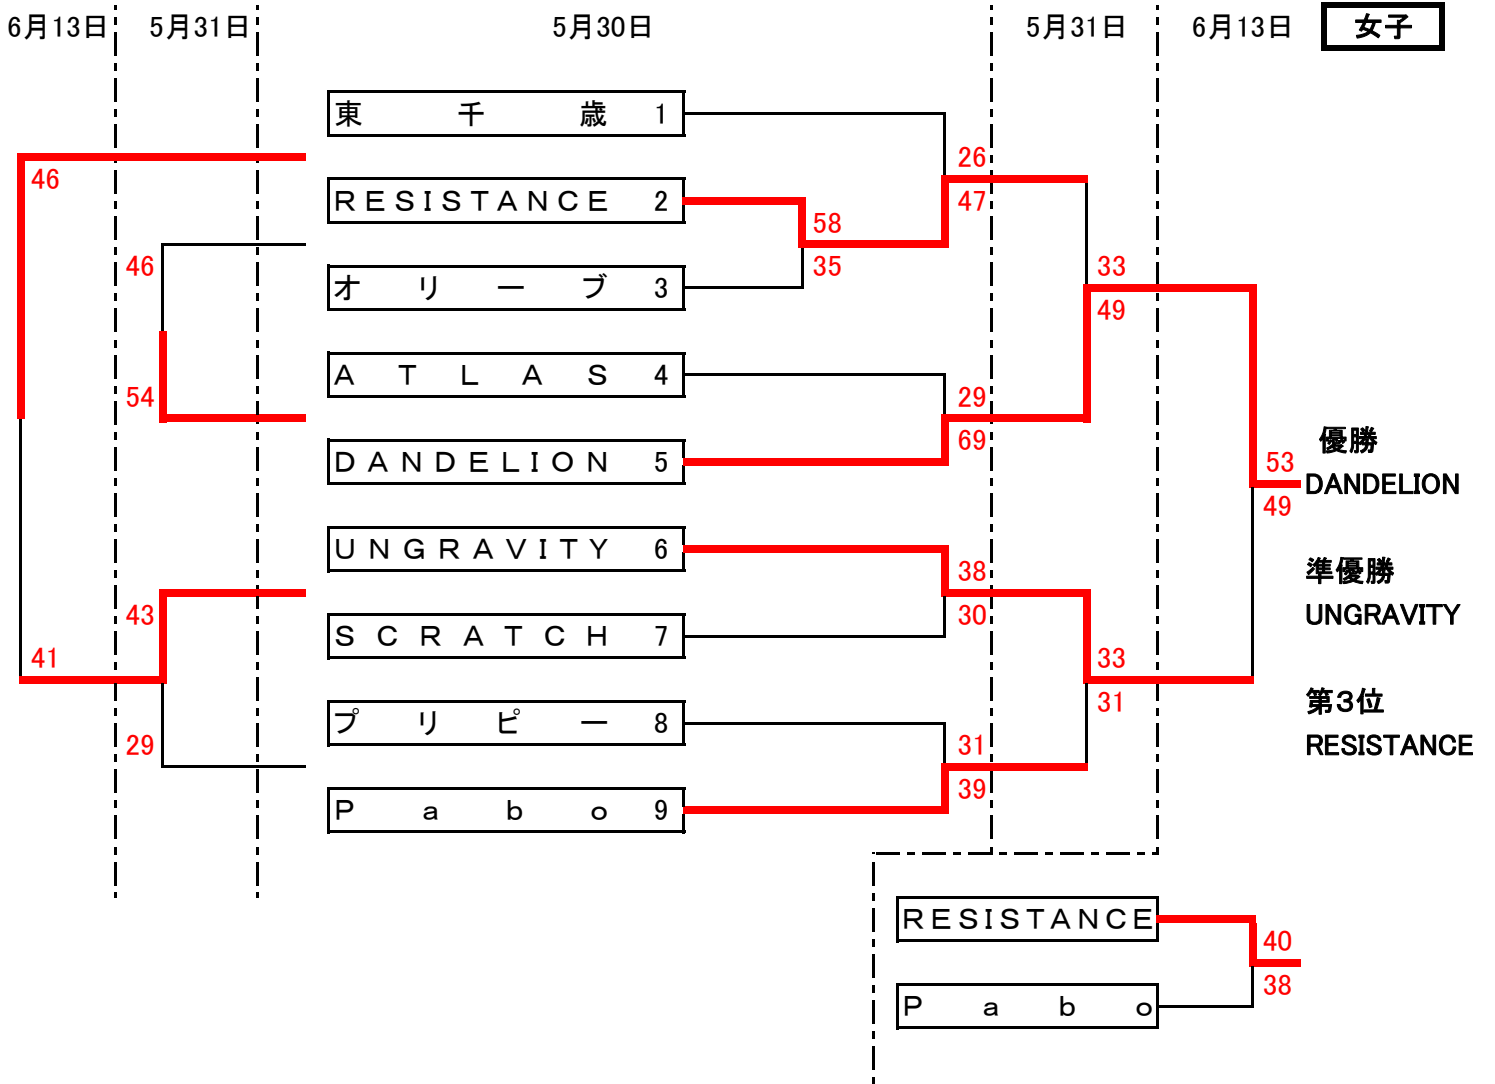 6月13日 5月31日 5月30日 5月31日 6月13日 女子
東千歳 1
26
46
RESISTANCE 2
47
58
46
35
33
オリーブ 3
49
ATLAS 4
54
29
69
優勝
DANDELION 5
53
DANDELION
49
UNGRAVITY 6
38
準優勝
43
30
UNGRAVITY
SCRATCH 7
41
33
31
第3位
プリピー 8
29
31
RESISTANCE
39
Pabo 9
RESISTANCE
40
38
Pabo